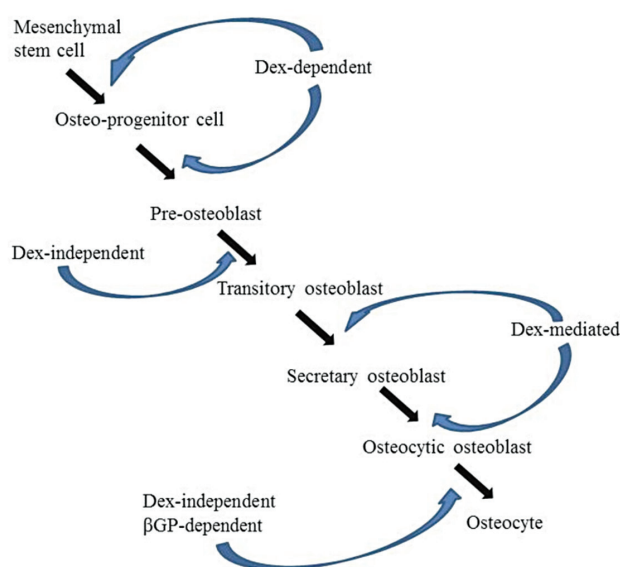 Mesenchymal
stem cell
Dex-dependent
Osteo-progenitor cell
Pre-osteoblast
Dex-independent
Transitory osteoblast
Dex-mediated
Secretary osteoblast
Osteocytic osteoblast
Dex-independent
βGP-dependent
Osteocyte